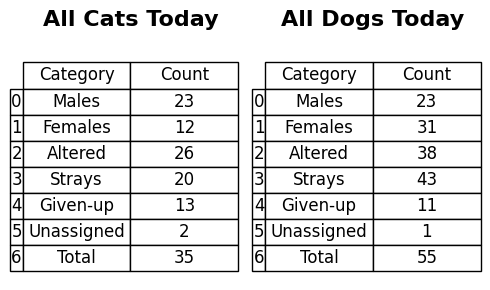 All Cats Today All Dogs Today
Category Count Category Count
0 Males 23 0 Males 23
1 Females 12 1 Females 31
2 Altered 26 2 Altered 38
3 Strays 20 3 Strays 43
4 Given-up 13 4 Given-up 11
5 Unassigned 2 5 Unassigned 1
6 Total 35 6 Total 55